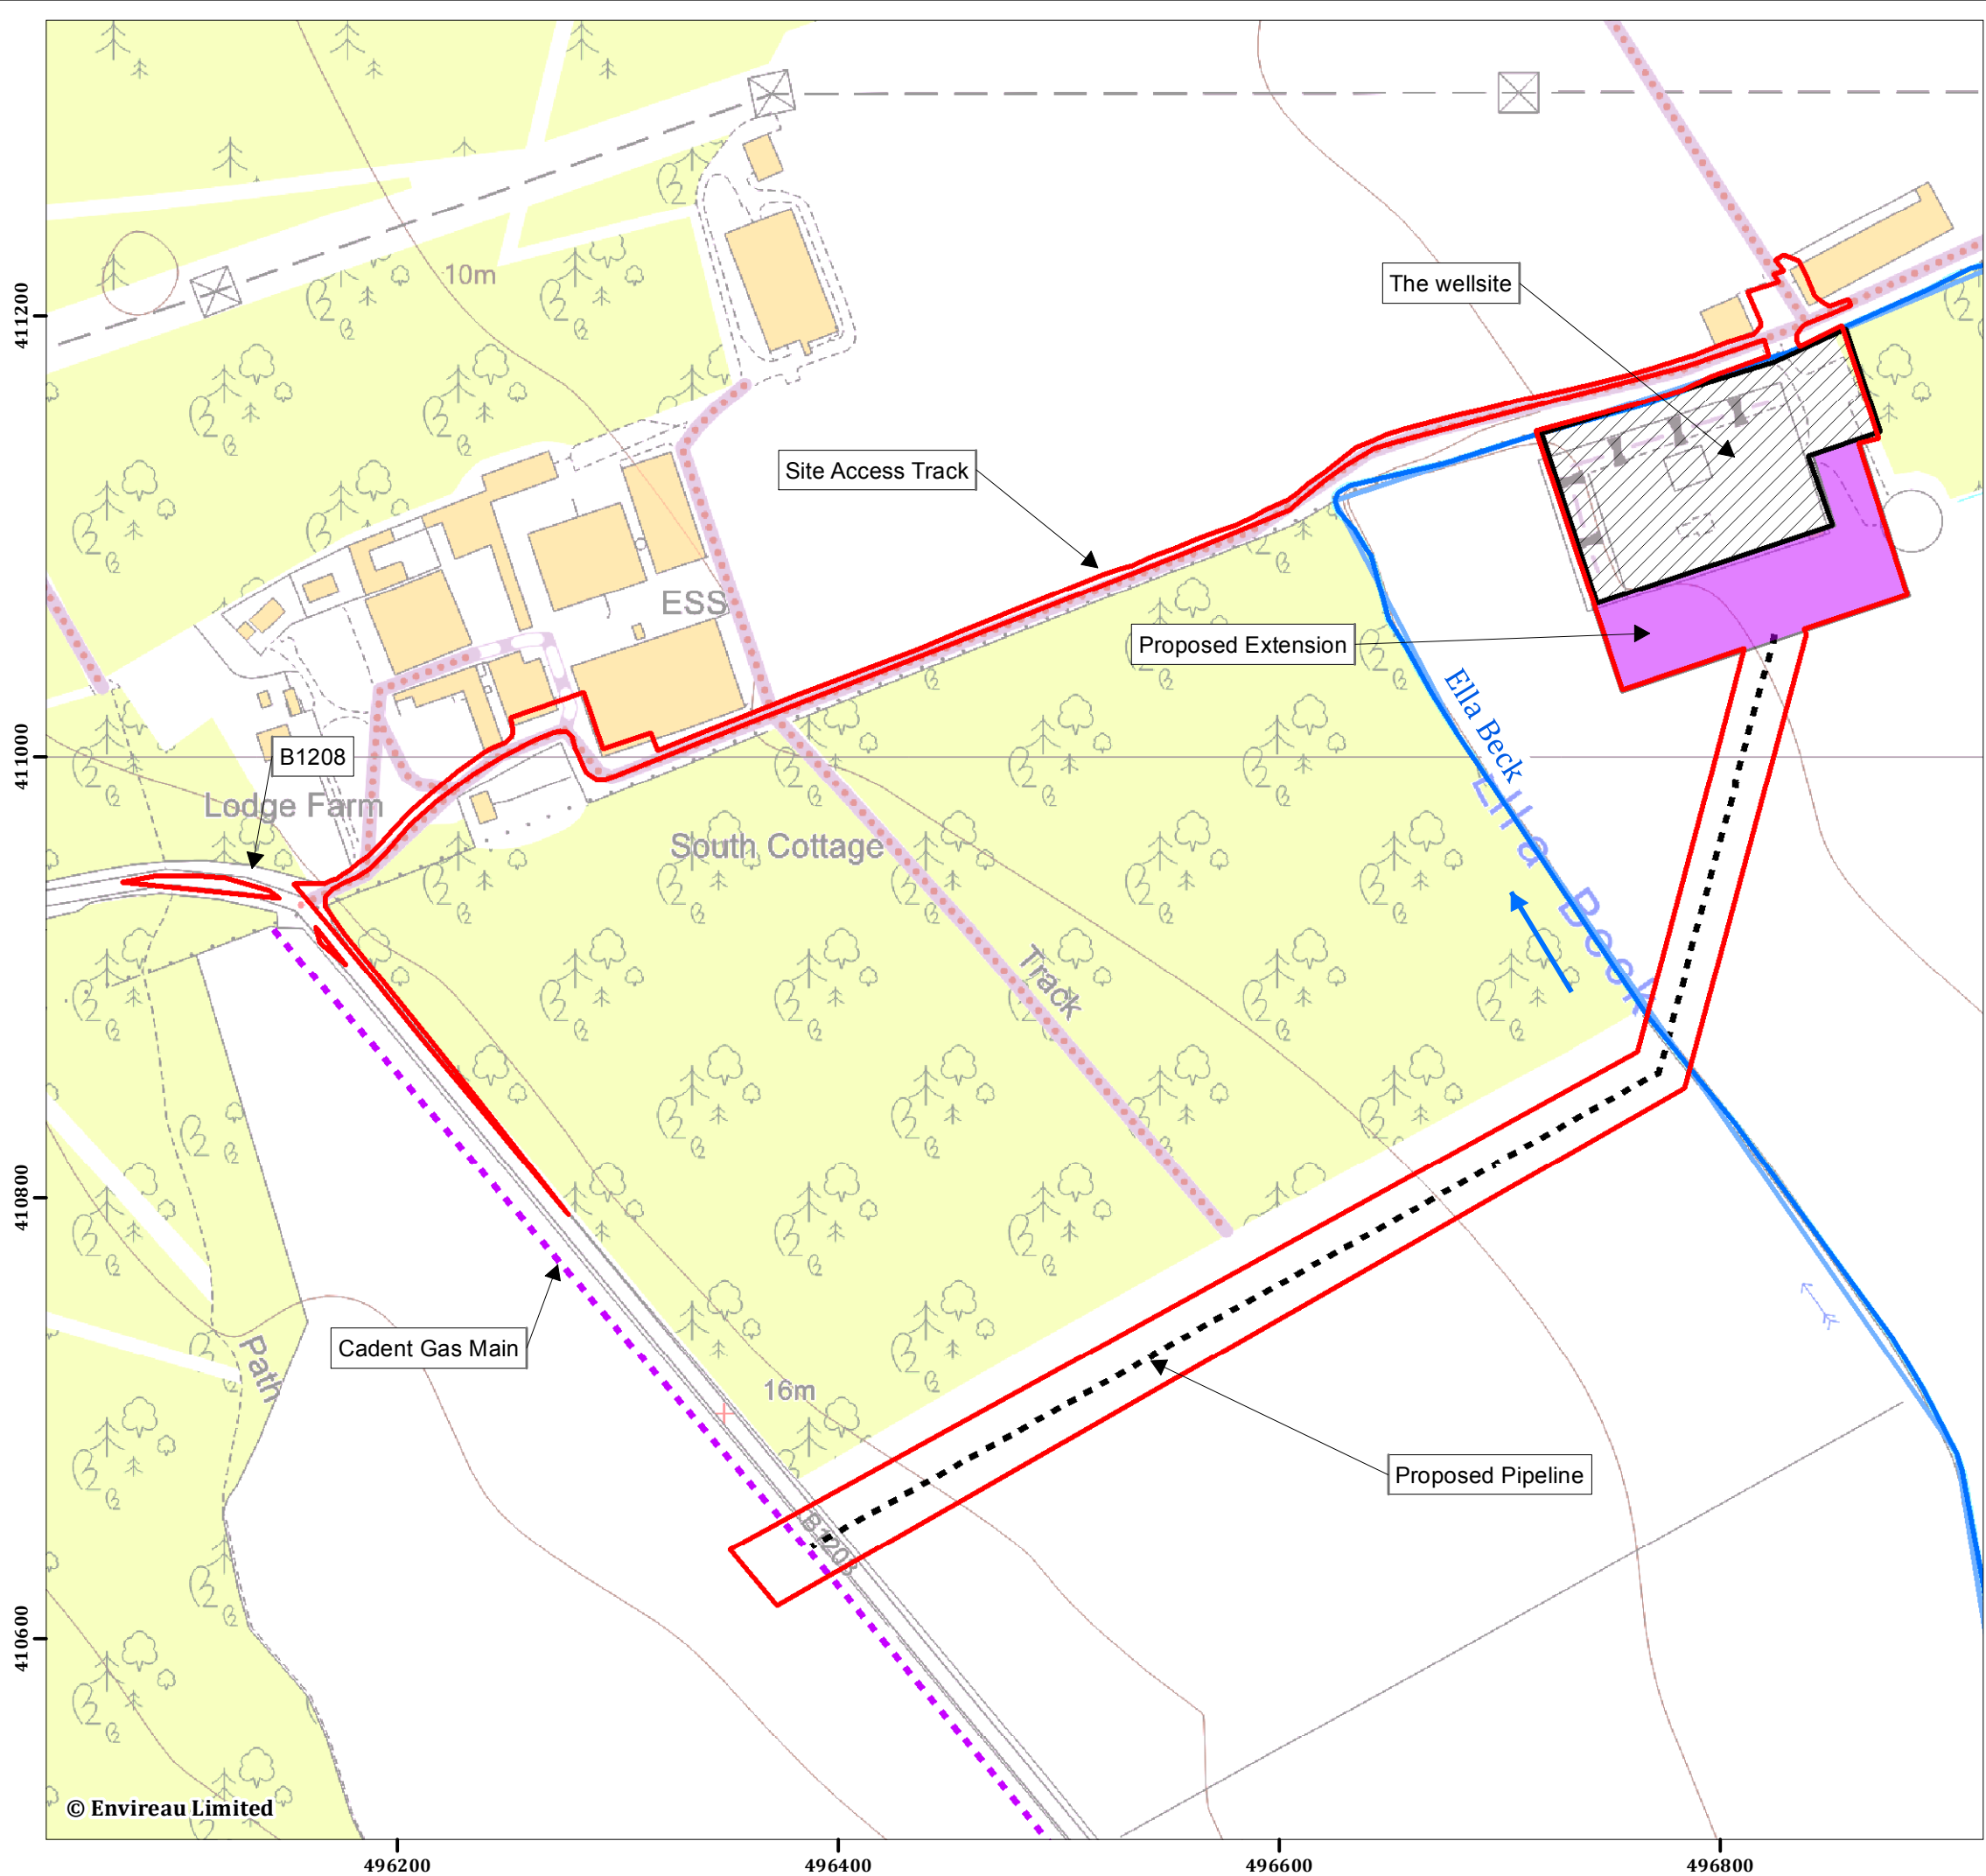 10m
The wellsite
Site Access Track
ESS
Proposed Extension
Ella Beck
Ella Beck
B1208
Lodge Farm
South Cottage
Track
Cadent Gas Main
Path
16m
Proposed Pipeline
B1208
© Envireau Limited
411200
411000
410800
410600
496200
496400
496600
496800